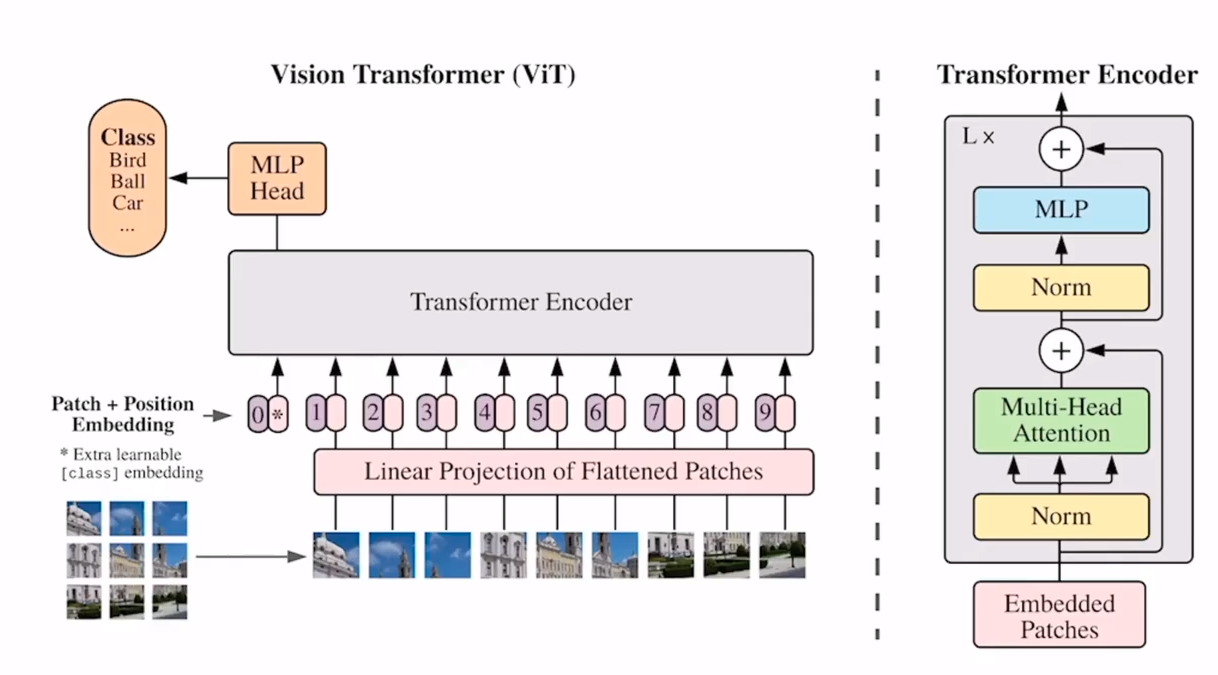 Vision Transformer (ViT)
Class
Bird
Ball
Car
...
MLP
Head
Transformer Encoder
Patch + Position
Embedding
* Extra learnable
[class] embedding
0 * 1 2 3 4 5 6 7 8 9
Linear Projection of Flattened Patches
Transformer Encoder
L x
+
MLP
Norm
+
Multi-Head
Attention
Norm
Embedded
Patches